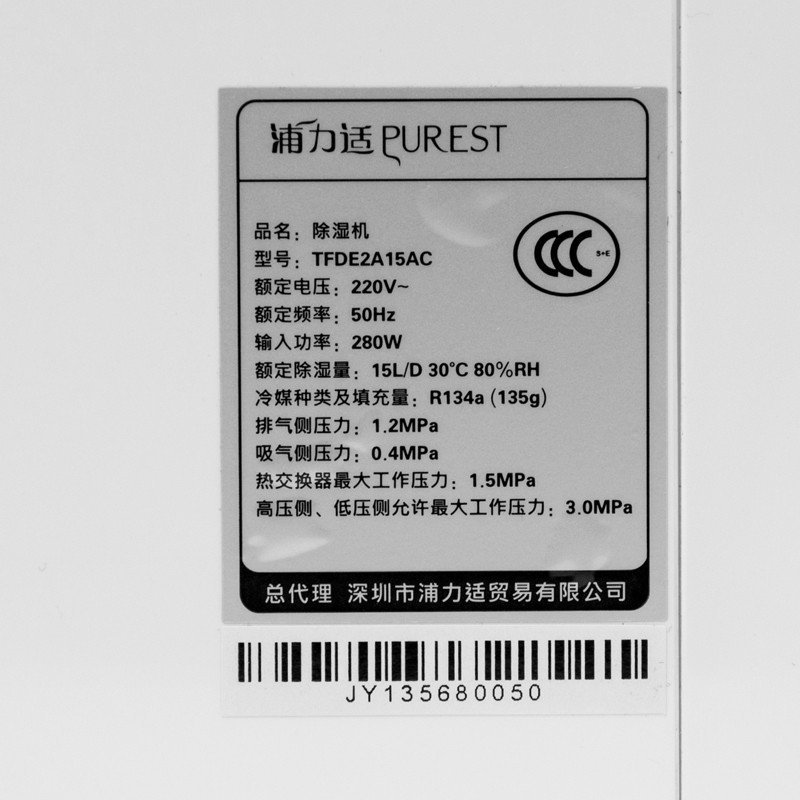 浦力适 PUREST
品名：除湿机
型号：TFDE2A15AC
CCC S+E
额定电压：220V~
额定频率：50Hz
输入功率：280W
额定除湿量：15L/D 30℃ 80%RH
冷媒种类及填充量：R134a (135g)
排气侧压力：1.2MPa
吸气侧压力：0.4MPa
热交换器最大工作压力：1.5MPa
高压侧、低压侧允许最大工作压力：3.0MPa
总代理 深圳市浦力适贸易有限公司
JY135680050